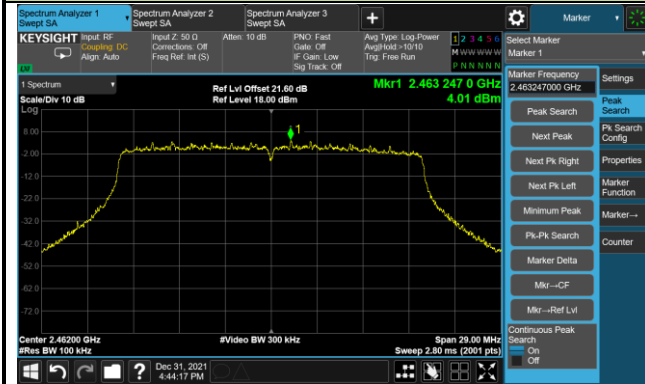 Spectrum Analyzer 1
Swept SA
Spectrum Analyzer 2
Swept SA
Spectrum Analyzer 3
Swept SA
+
Marker
KEYSIGHT
Input: RF
Coupling: DC
Align: Auto
Input Z: 50 Ω
Corrections: Off
Freq Ref: Int (S)
Atten: 10 dB
PNO: Fast
Gate: Off
IF Gain: Low
Sig Track: Off
Avg Type: Log-Power
Avg|Hold:>10/10
Trig: Free Run
1 2 3 4 5 6
M W W W W W
P N N N N N
LW
Select Marker
Marker 1
1 Spectrum
Scale/Div 10 dB
Log
Ref Lvl Offset 21.60 dB
Ref Level 18.00 dBm
Mkr1 2.463 247 0 GHz
4.01 dBm
1
8.00
-2.00
-12.0
-22.0
-32.0
-42.0
-52.0
-62.0
-72.0
Center 2.46200 GHz
#Res BW 100 kHz
#Video BW 300 kHz
Span 29.00 MHz
Sweep 2.80 ms (2001 pts)
Marker Frequency
2.463247000 GHz
Peak Search
Next Peak
Next Pk Right
Next Pk Left
Minimum Peak
Pk-Pk Search
Marker Delta
Mkr→CF
Mkr→Ref Lvl
Continuous Peak
Search
On
Off
Settings
Peak
Search
Pk Search
Config
Properties
Marker
Function
Marker→
Counter
?
Dec 31, 2021
4:44:17 PM